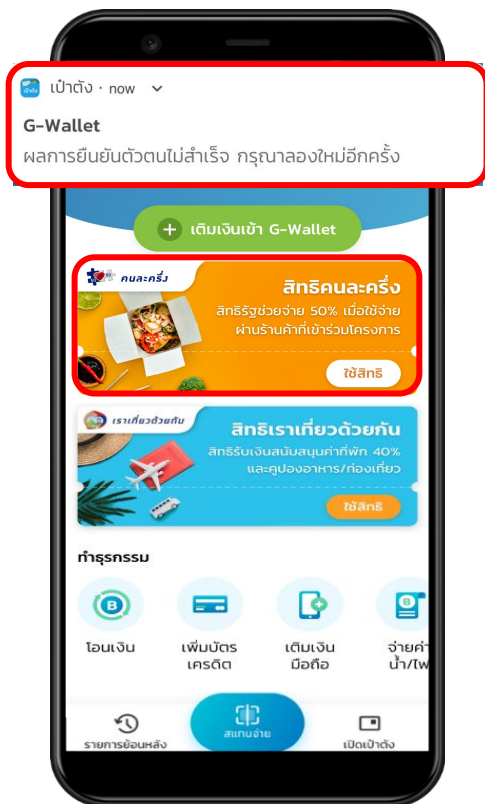 เป๋าตัง · now
G-Wallet
ผลการยืนยันตัวตนไม่สำเร็จ กรุณาลองใหม่อีกครั้ง
+ เติมเงินเข้า G-Wallet
คนละครึ่ง
สิทธิคนละครึ่ง
สิทธิรัฐช่วยจ่าย 50% เมื่อใช้จ่าย
ผ่านร้านค้าที่เข้าร่วมโครงการ
ใช้สิทธิ
เราเที่ยวด้วยกัน
สิทธิเราเที่ยวด้วยกัน
สิทธิรับเงินสนับสนุนค่าที่พัก 40%
และคูปองอาหาร/ท่องเที่ยว
ใช้สิทธิ
ทำธุรกรรม
โอนเงิน
เพิ่มบัตร
เครดิต
เติมเงิน
มือถือ
จ่ายค่า
น้ำ/ไฟ
รายการย้อนหลัง
สแกนจ่าย
เปิดเป๋าตัง